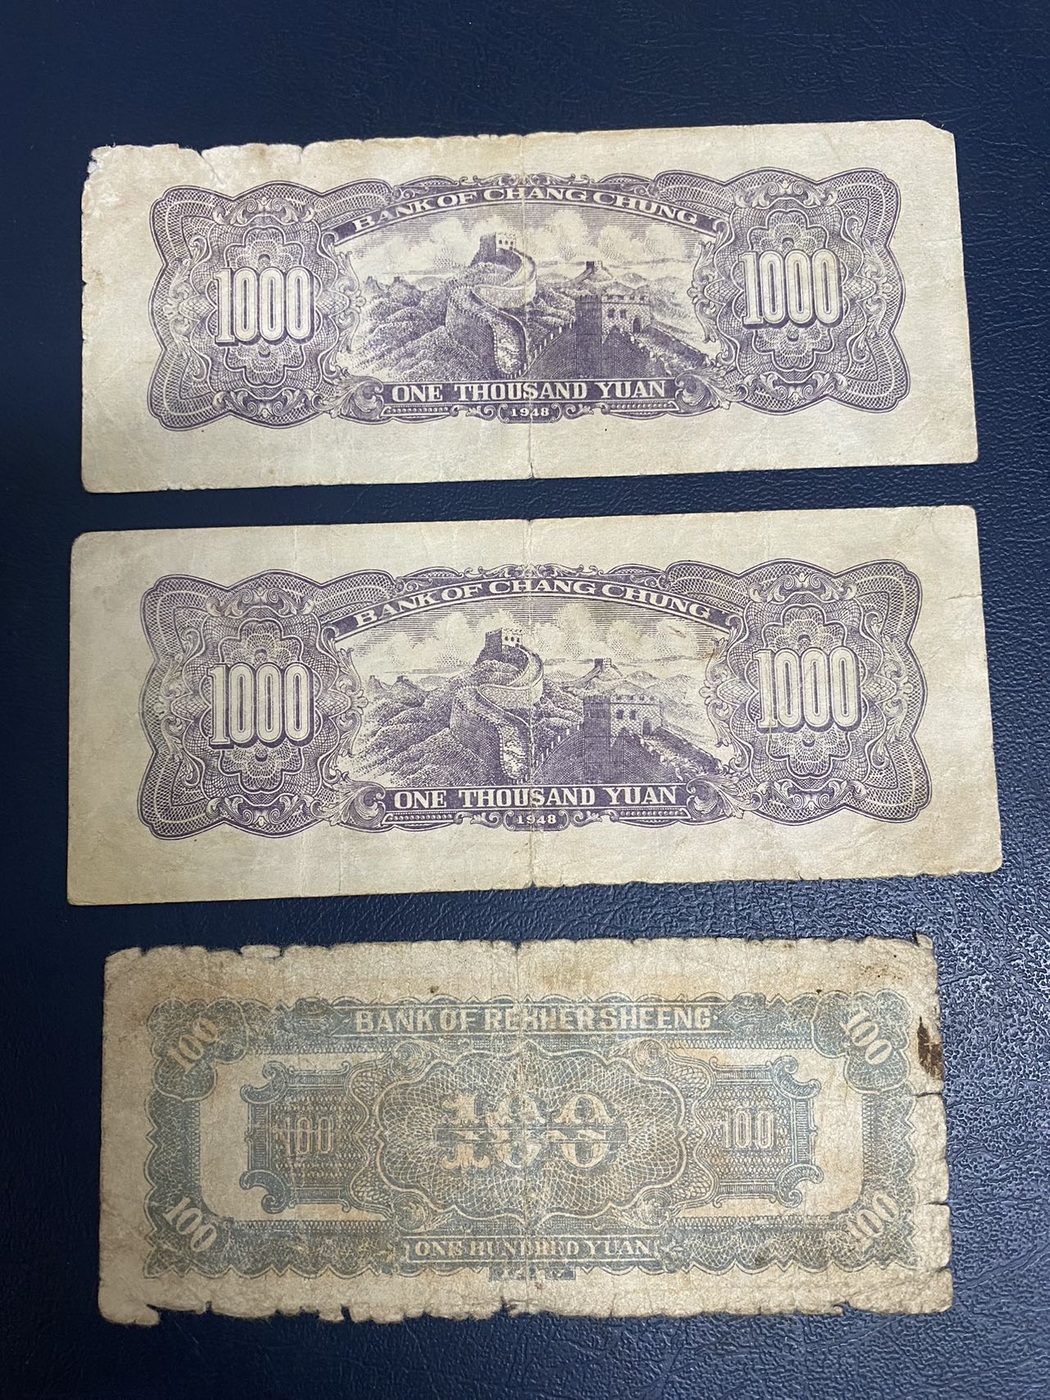 BANK OF CHANG CHUNG
1000 1000
ONE THOUSAND YUAN
1948
BANK OF CHANG CHUNG
1000 1000
ONE THOUSAND YUAN
1948
BANK OF REHHER SHEENG
100 100
100
100 100
100 100
ONE HUNDRED YUAN